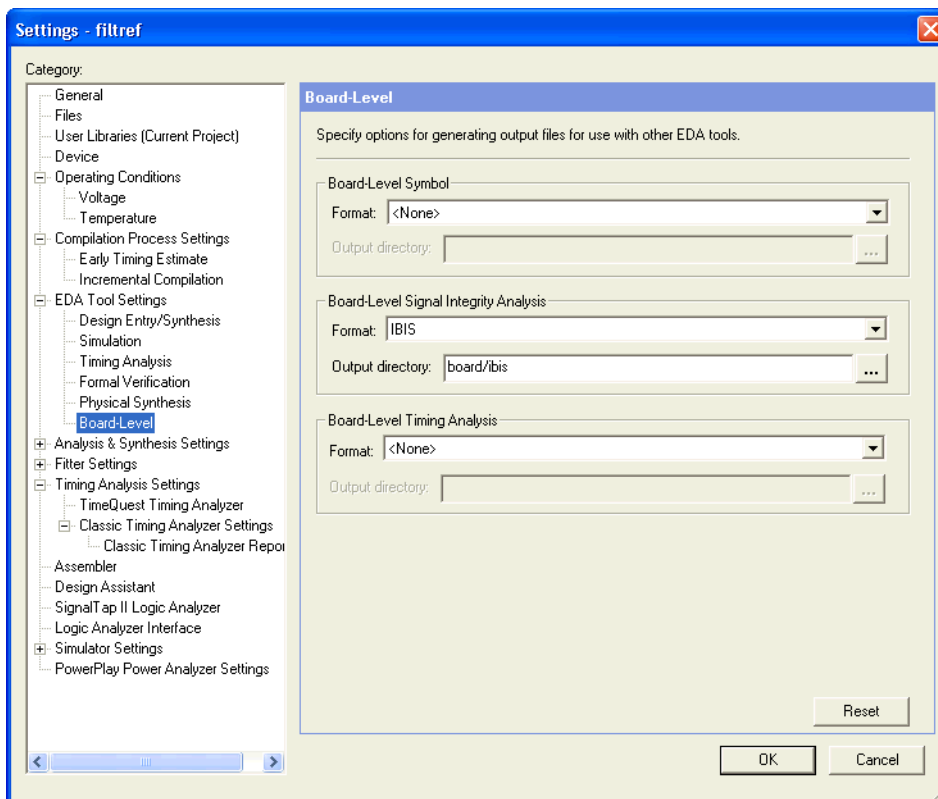 Settings - filtref
Category:
General
Files
User Libraries (Current Project)
Device
Operating Conditions
Voltage
Temperature
Compilation Process Settings
Early Timing Estimate
Incremental Compilation
EDA Tool Settings
Design Entry/Synthesis
Simulation
Timing Analysis
Formal Verification
Physical Synthesis
Board-Level
Analysis & Synthesis Settings
Fitter Settings
Timing Analysis Settings
TimeQuest Timing Analyzer
Classic Timing Analyzer Settings
Classic Timing Analyzer Repor
Assembler
Design Assistant
SignalTap II Logic Analyzer
Logic Analyzer Interface
Simulator Settings
PowerPlay Power Analyzer Settings
Board-Level
Specify options for generating output files for use with other EDA tools.
Board-Level Symbol
Format: <None>
Output directory: ...
Board-Level Signal Integrity Analysis
Format: IBIS
Output directory: board/ibis ...
Board-Level Timing Analysis
Format: <None>
Output directory: ...
Reset
OK Cancel